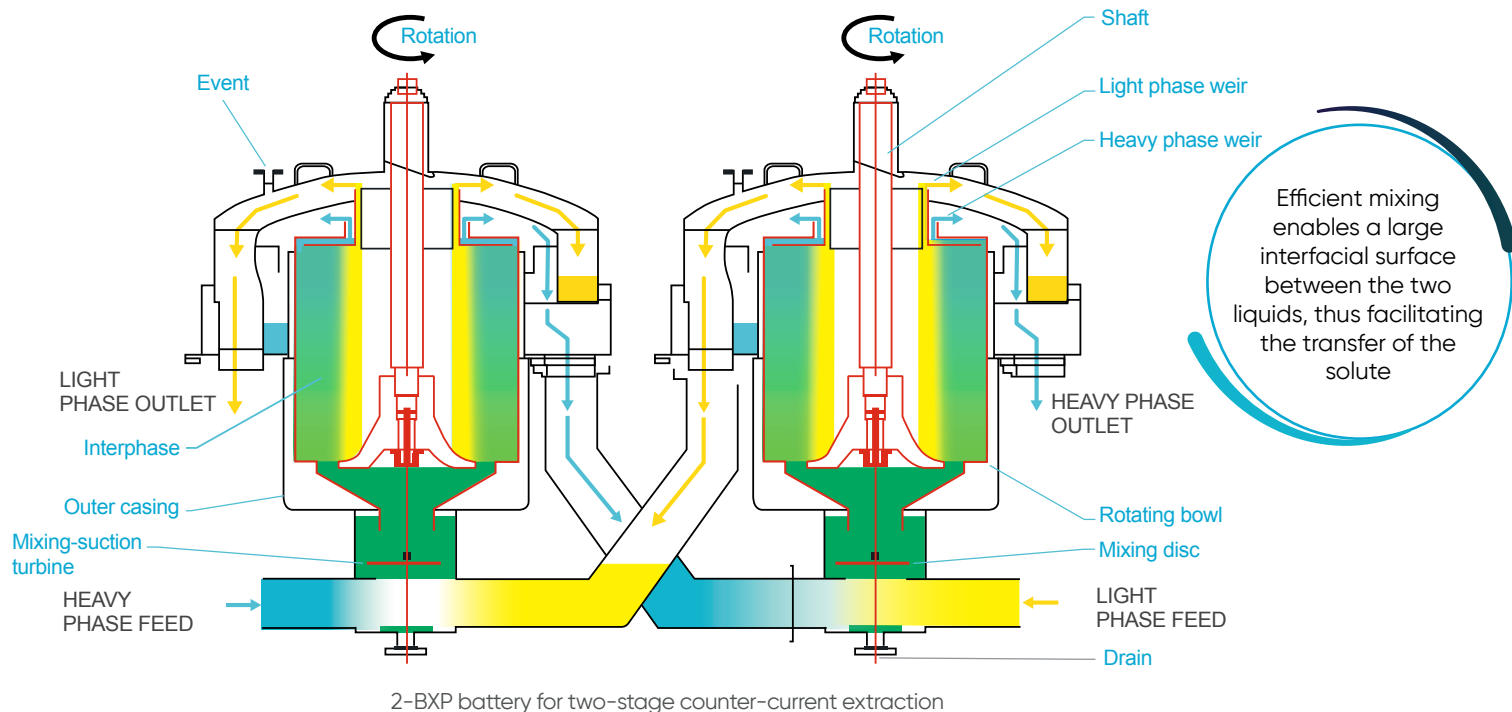 Rotation
Rotation
Shaft
Event
Light phase weir
Heavy phase weir
Efficient mixing
enables a large
interfacial surface
between the two
liquids, thus facilitating
the transfer of the
solute
LIGHT
PHASE OUTLET
HEAVY PHASE
OUTLET
Interphase
Outer casing
Rotating bowl
Mixing-suction
turbine
Mixing disc
HEAVY
PHASE FEED
LIGHT
PHASE FEED
Drain
2-BXP battery for two-stage counter-current extraction